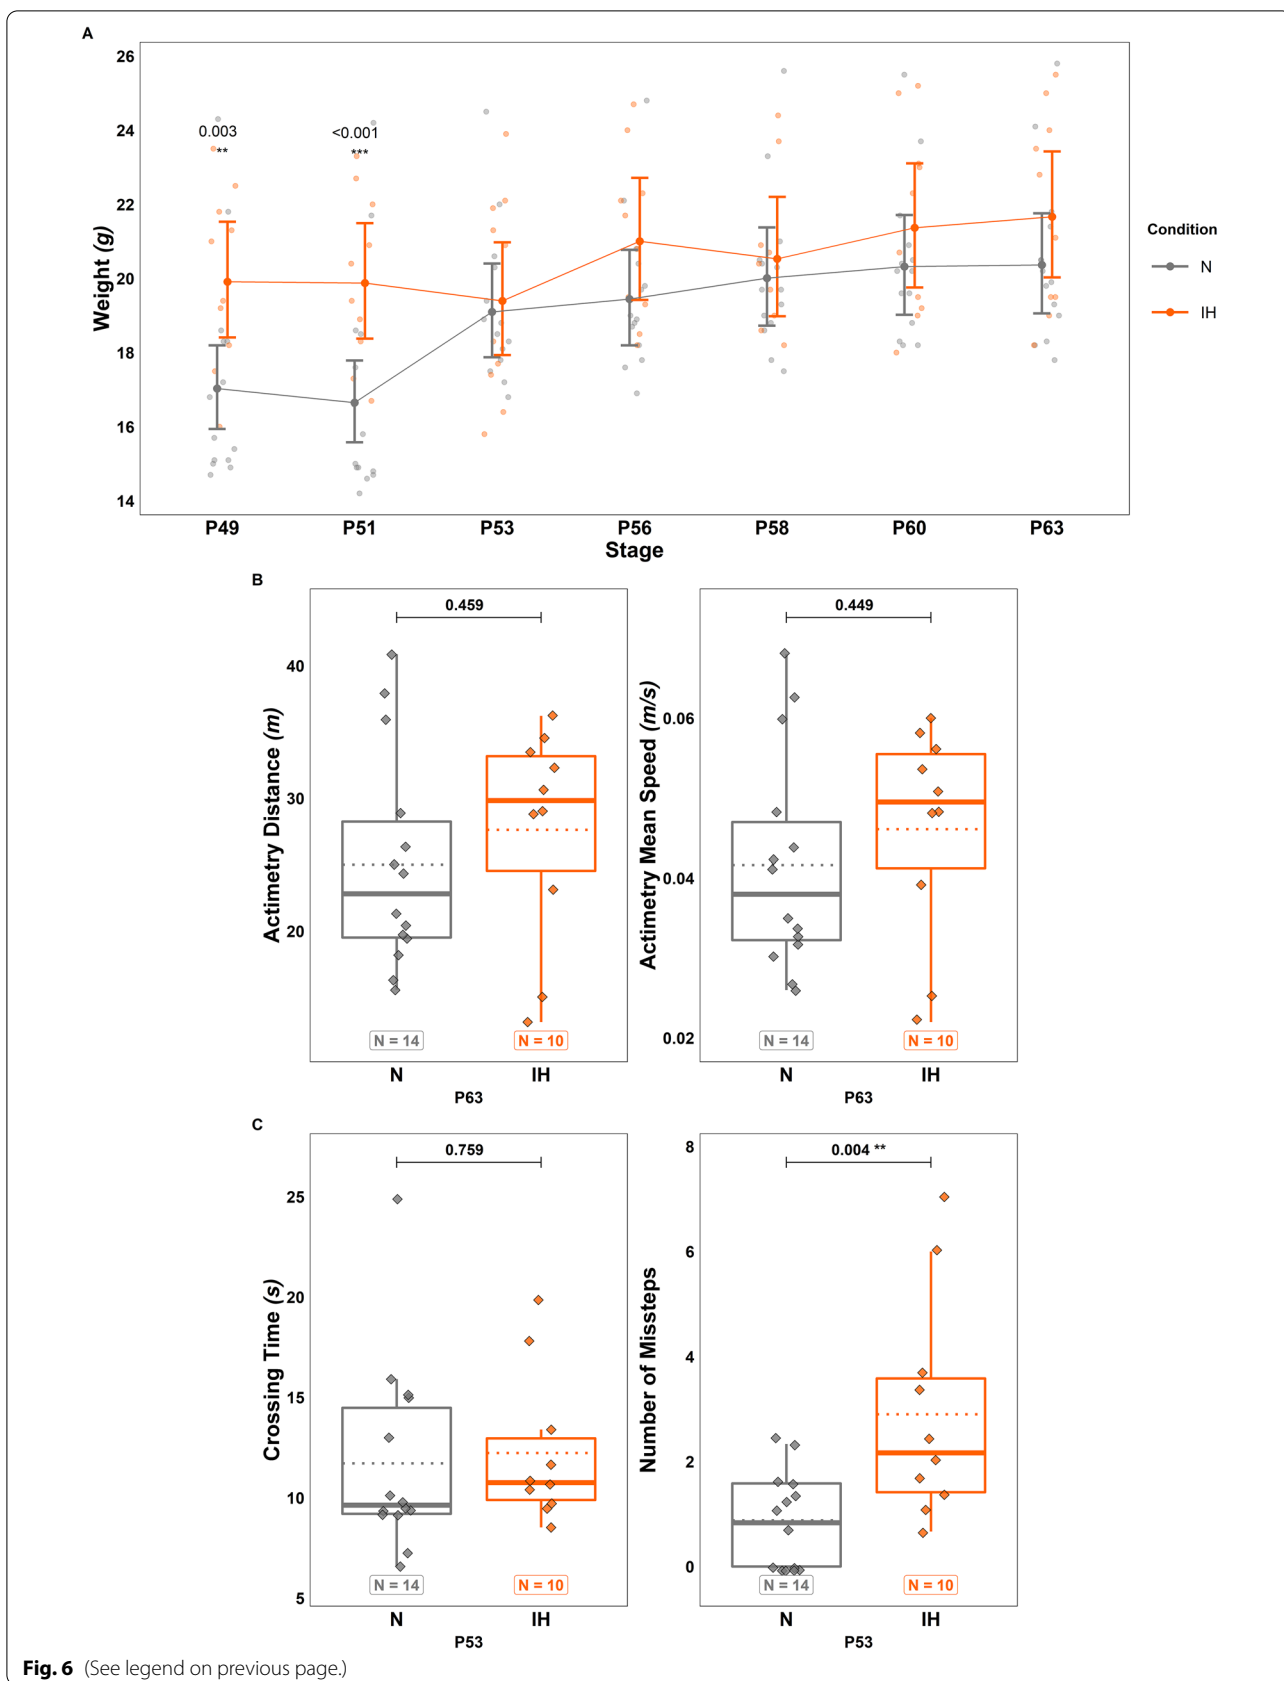 A
26
24
22
20
18
16
14
Weight (g)
0.003
**
<0.001
***
P49 P51 P53 P56 P58 P60 P63
Stage
Condition
N
IH
B
0.459
40
30
20
Actimetry Distance (m)
N = 14 N = 10
N IH
P63
0.449
0.06
0.04
0.02
Actimetry Mean Speed (m/s)
N = 14 N = 10
N IH
P63
C
0.759
25
20
15
10
5
Crossing Time (s)
N = 14 N = 10
N IH
P53
0.004 **
8
6
4
2
0
Number of Missteps
N = 14 N = 10
N IH
P53
Fig. 6 (See legend on previous page.)